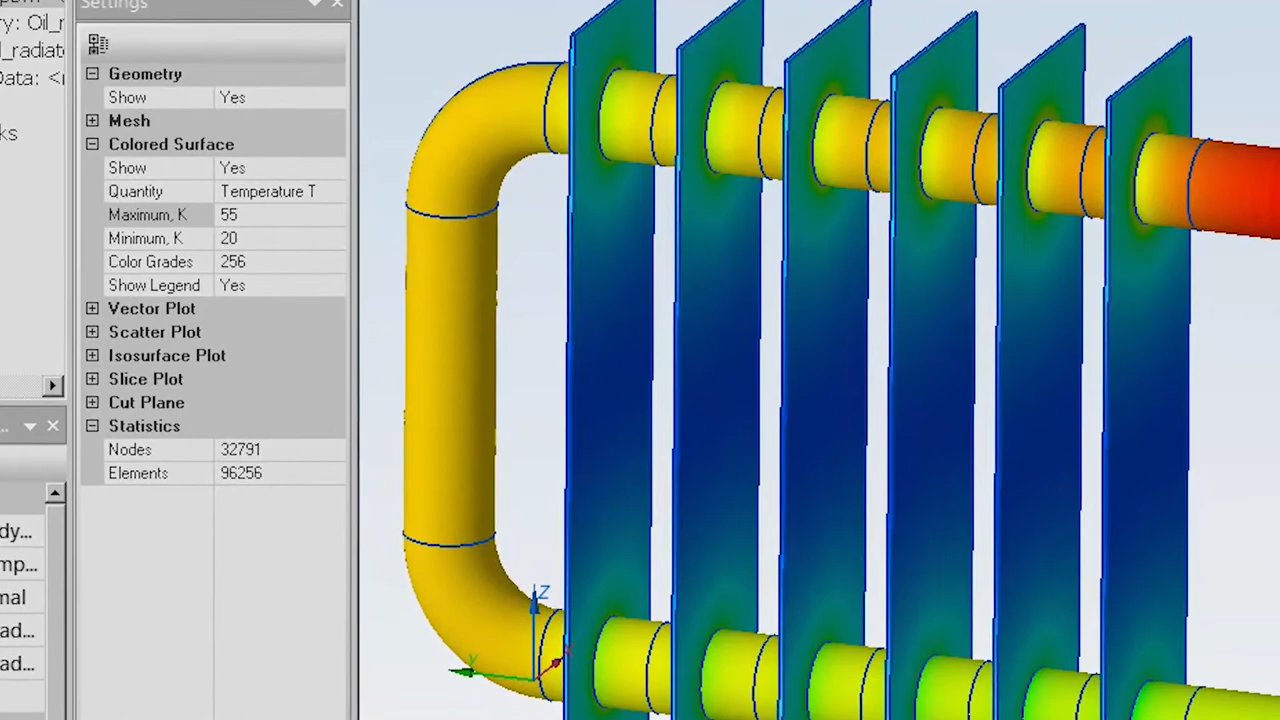 Settings
ry: Oil_r
l_radiat
Data: <r
ks
Geometry
Show Yes
Mesh
Colored Surface
Show Yes
Quantity Temperature T
Maximum, K 55
Minimum, K 20
Color Grades 256
Show Legend Yes
Vector Plot
Scatter Plot
Isosurface Plot
Slice Plot
Cut Plane
Statistics
Nodes 32791
Elements 96256
...
dy...
mp...
mal
ad...
ad...
Z
Y